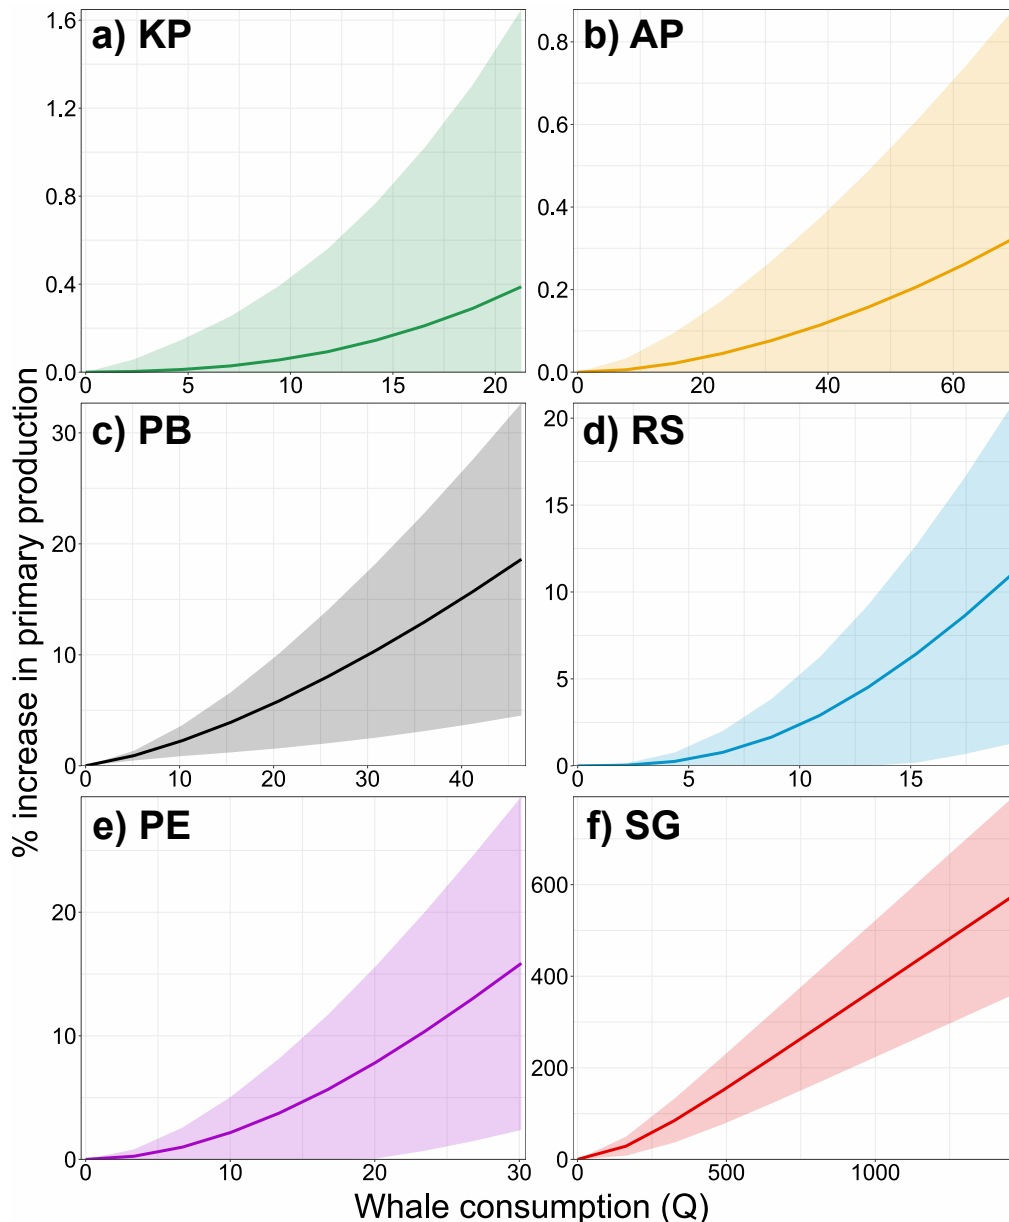 a) KP
1.6
1.2
0.8
0.4
0.0
0 5 10 15 20
b) AP
0.8
0.6
0.4
0.2
0.0
0 20 40 60
c) PB
30
20
10
0
0 10 20 30 40
d) RS
20
15
10
5
0
0 5 10 15
e) PE
20
10
0
0 10 20 30
f) SG
600
400
200
0
0 500 1000
% increase in primary production
Whale consumption (Q)